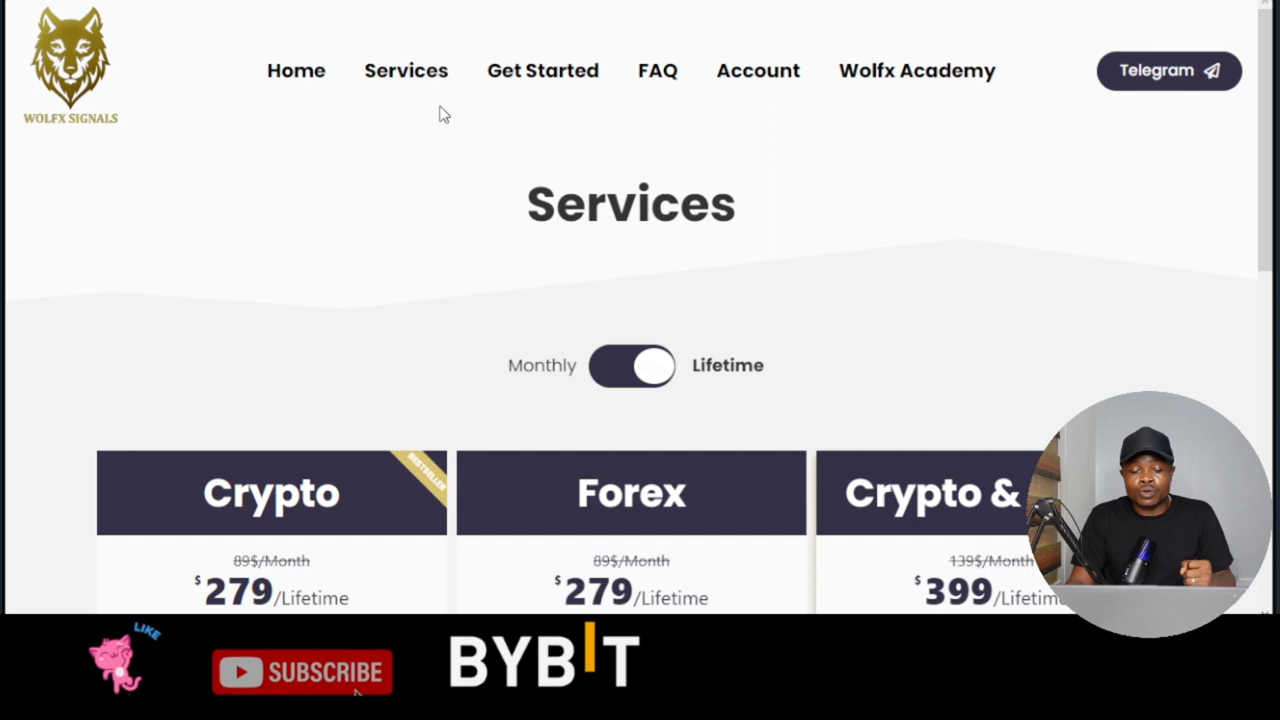 WOLFX SIGNALS
Home Services Get Started FAQ Account Wolfx Academy Telegram
Services
Monthly Lifetime
Crypto BESTSELLER Forex Crypto &
89$/Month 89$/Month 139$/Month
$279/Lifetime $279/Lifetime $399/Lifetime
LIKE
SUBSCRIBE
BYBIT